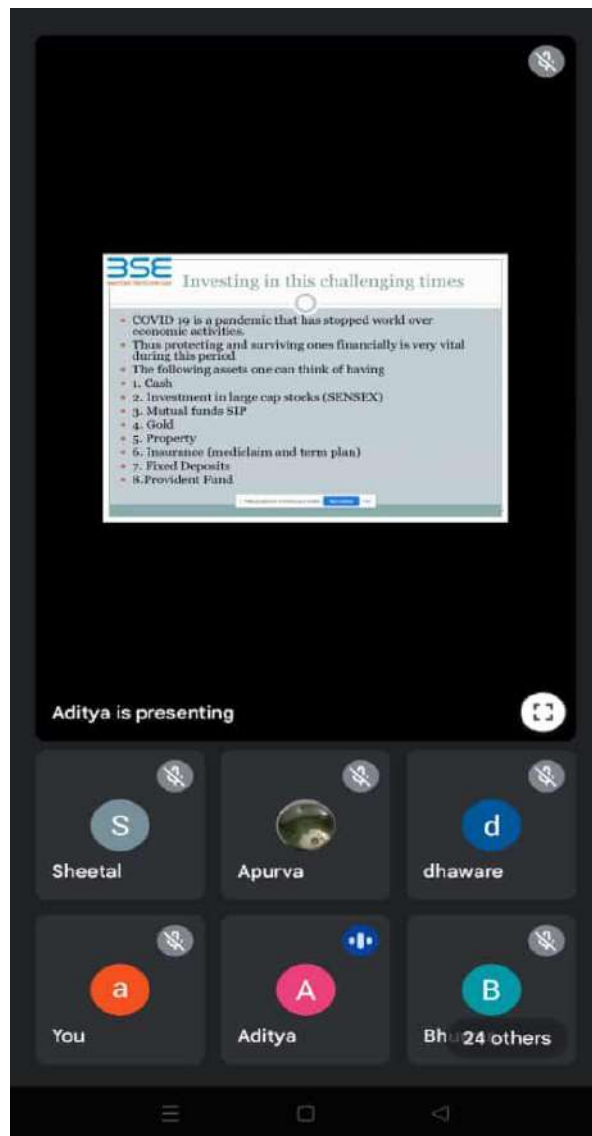 BSE
Investing in this challenging times
• COVID 19 is a pandemic that has stopped world over
economic activities.
• Thus protecting and surviving ones financially is very vital
during this period
• The following assets one can think of having
• 1. Cash
• 2. Investment in large cap stocks (SENSEX)
• 3. Mutual funds SIP
• 4. Gold
• 5. Property
• 6. Insurance (mediclaim and term plan)
• 7. Fixed Deposits
• 8.Provident Fund
Aditya is presenting
S
Sheetal
Apurva
d
dhaware
a
You
A
Aditya
B
24 others